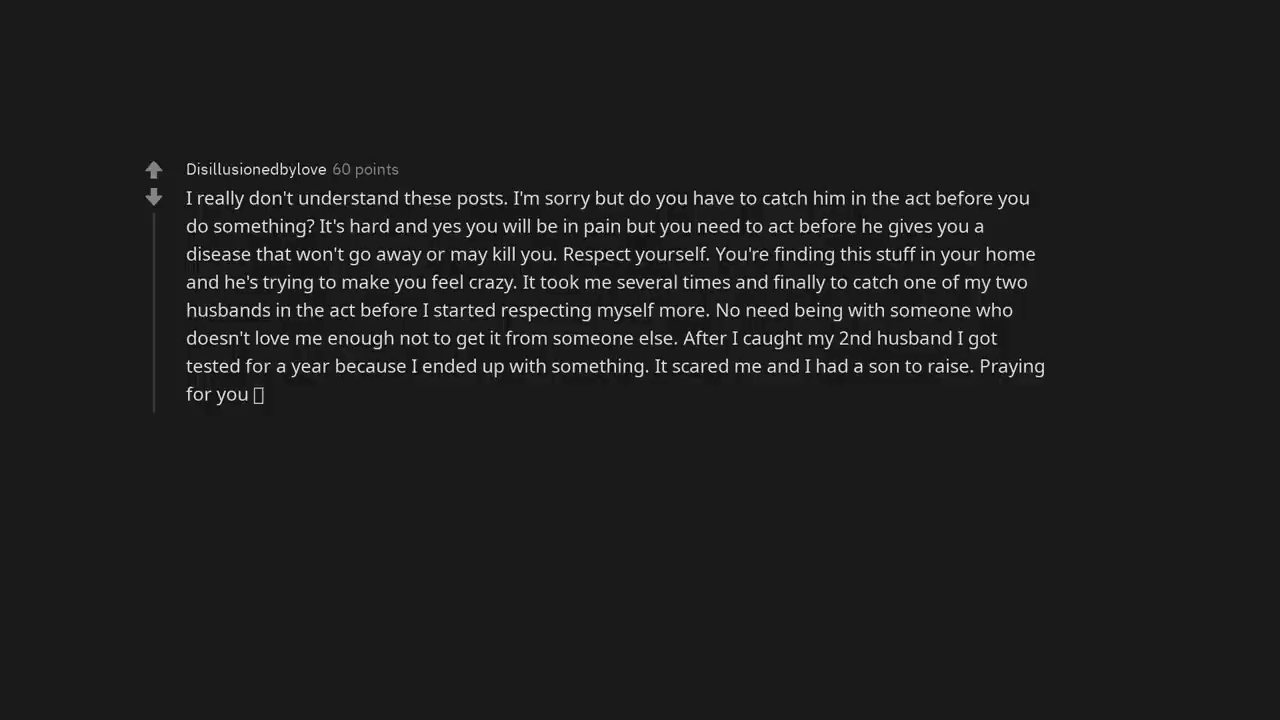 Disillusionedbylove 60 points
I really don't understand these posts. I'm sorry but do you have to catch him in the act before you
do something? It's hard and yes you will be in pain but you need to act before he gives you a
disease that won't go away or may kill you. Respect yourself. You're finding this stuff in your home
and he's trying to make you feel crazy. It took me several times and finally to catch one of my two
husbands in the act before I started respecting myself more. No need being with someone who
doesn't love me enough not to get it from someone else. After I caught my 2nd husband I got
tested for a year because I ended up with something. It scared me and I had a son to raise. Praying
for you